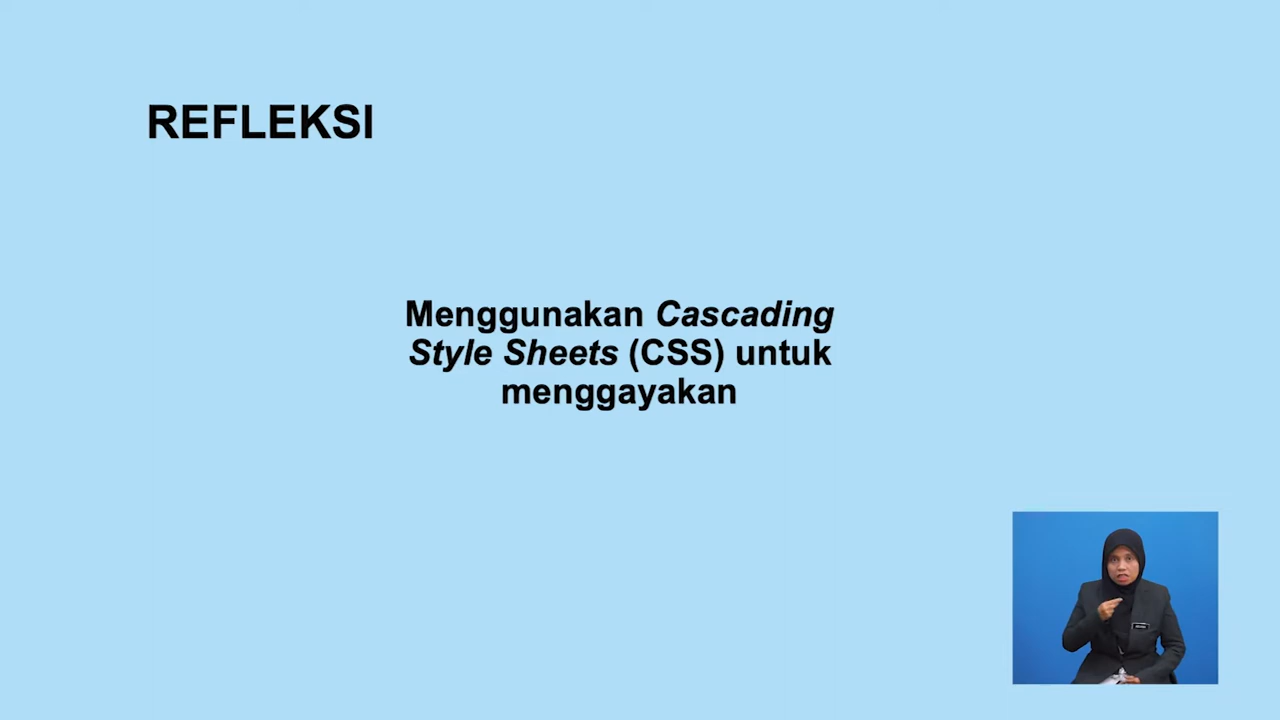 REFLEKSI
Menggunakan Cascading
Style Sheets (CSS) untuk
menggayakan